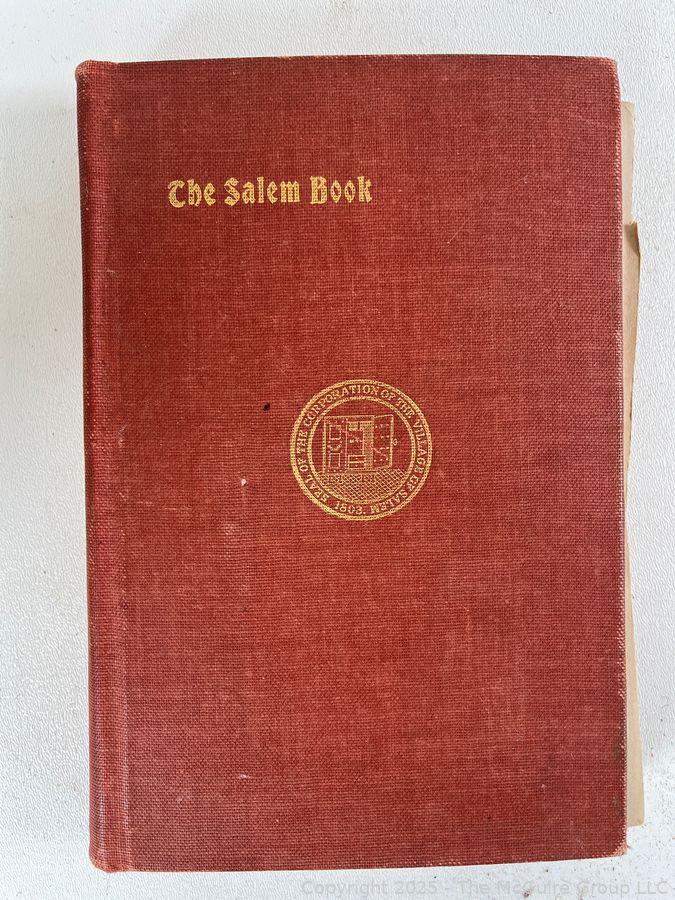 The Salem Book
SEAL OF THE CORPORATION OF THE VILLAGE OF SALEM
1803.
Copyright 2025 - The McGuire Group LLC